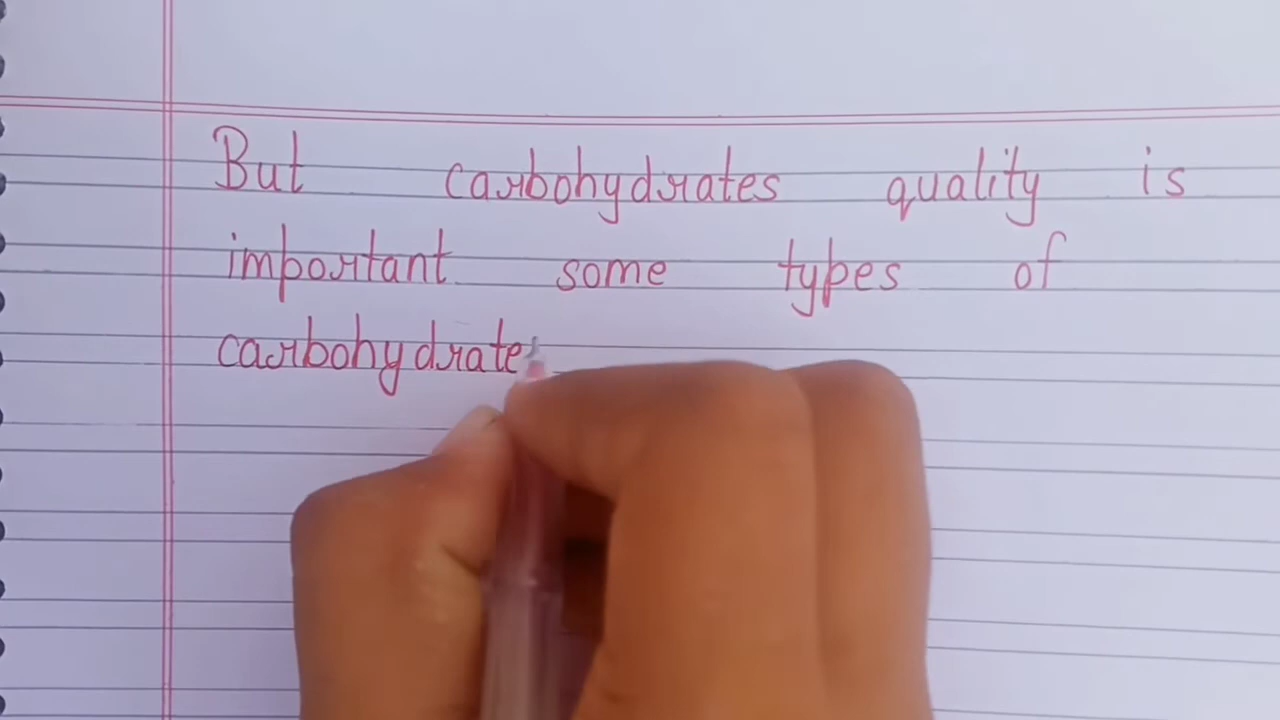 But carbohydrates quality is
important some types of
carbohydrate